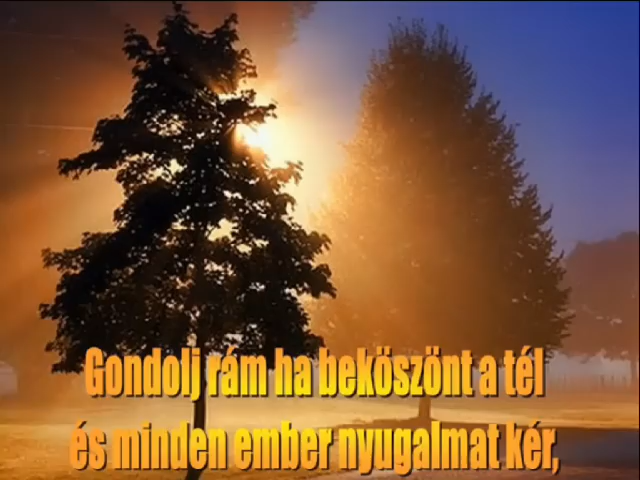 Gondolj rám ha beköszönt a tél
és minden ember nyugalmat kér,